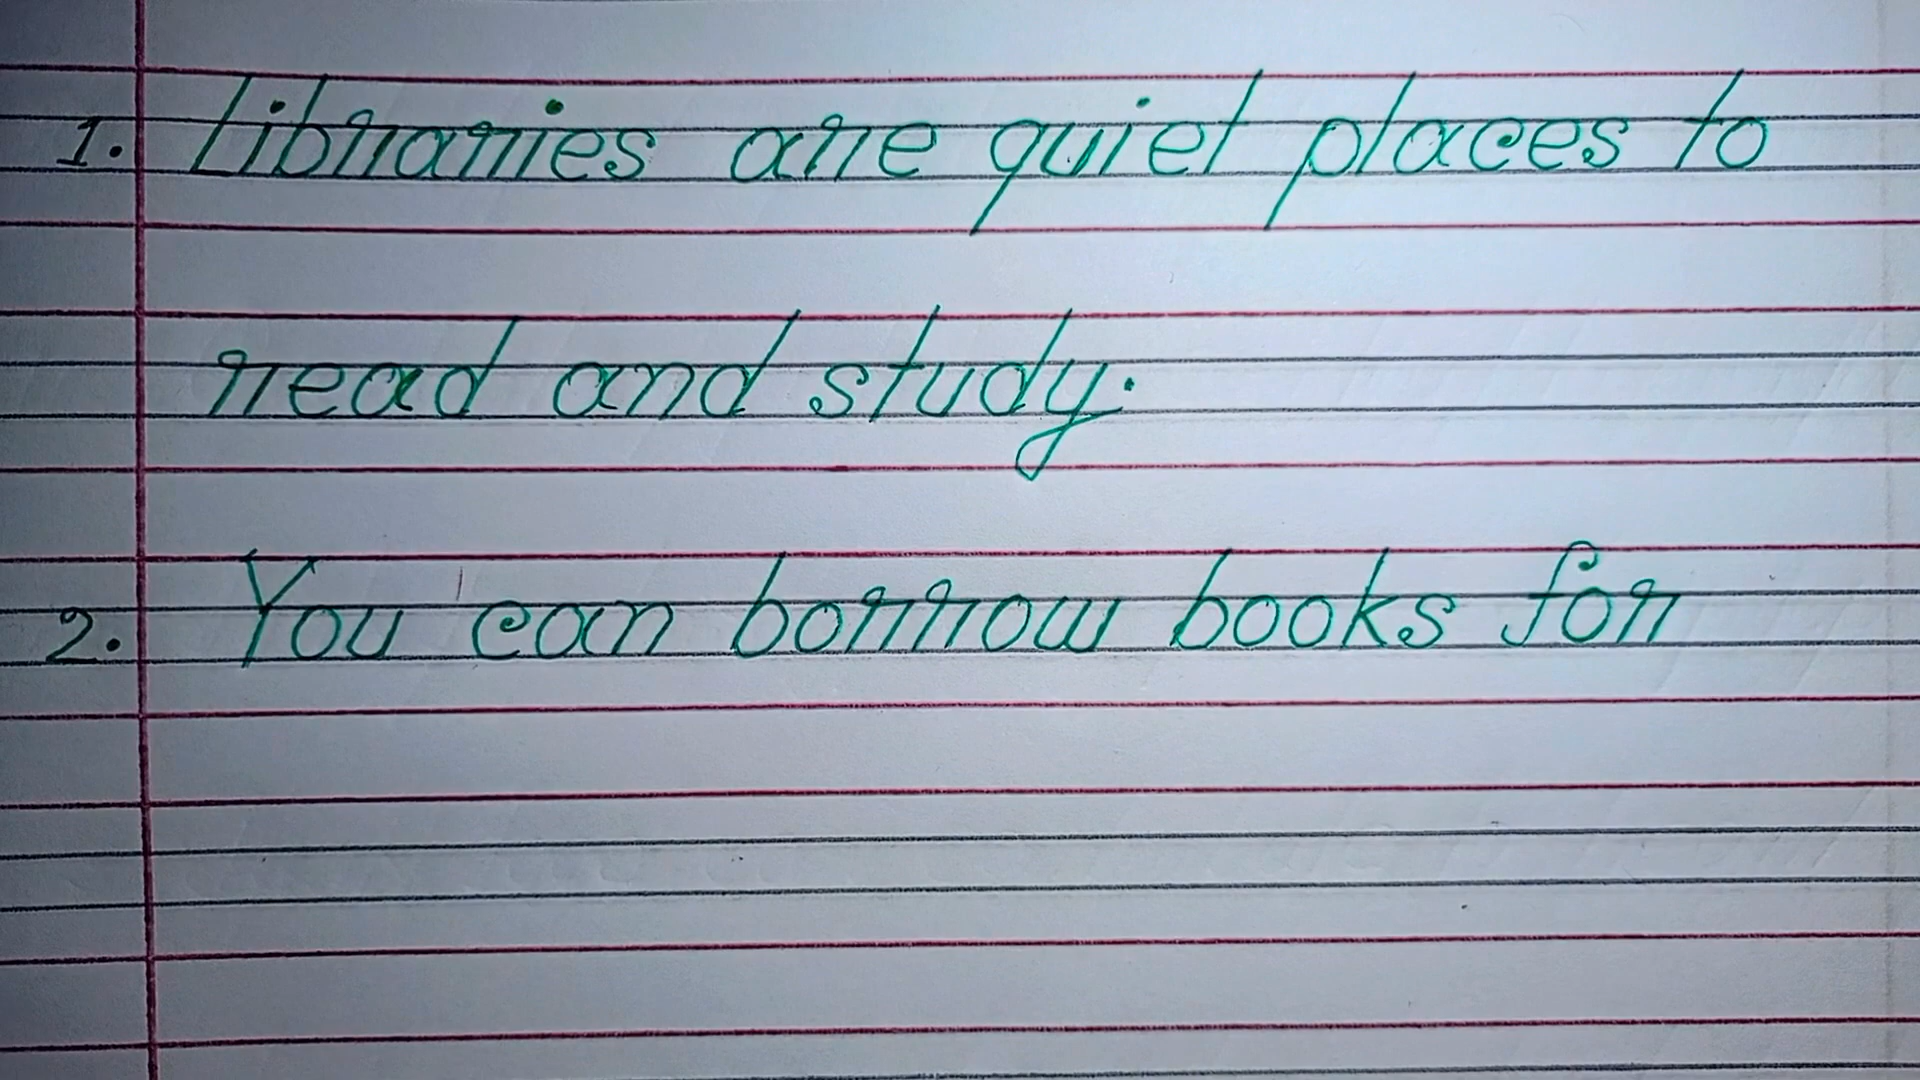 1. Libraries are quiet places to
read and study.
2. You can borrow books for